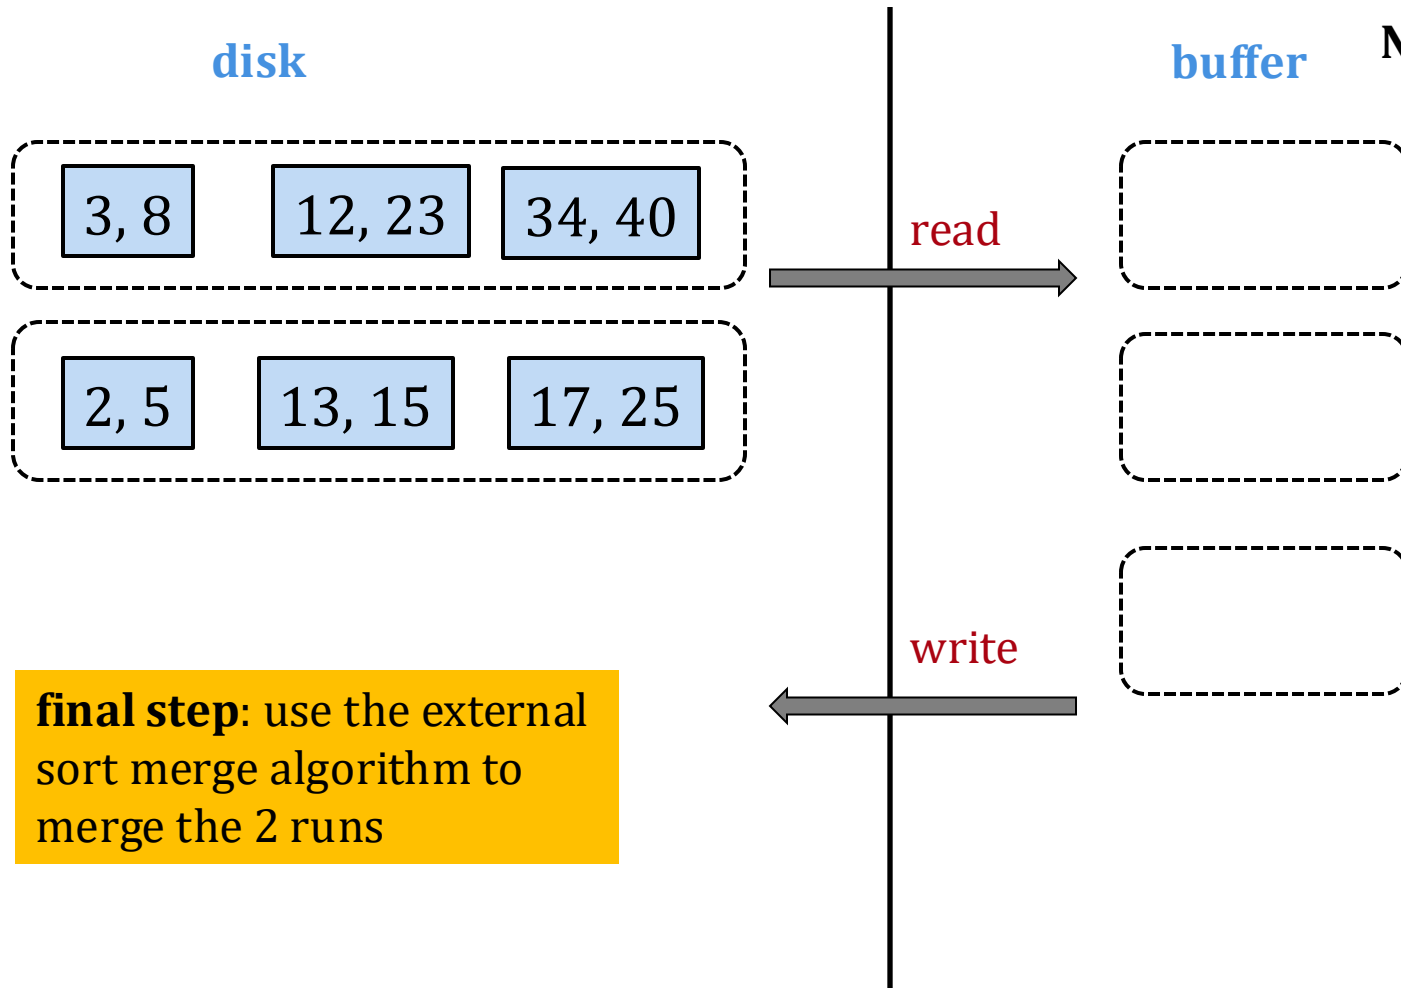 disk
buffer
3, 8
12, 23
34, 40
read
2, 5
13, 15
17, 25
write
final step: use the external
sort merge algorithm to
merge the 2 runs